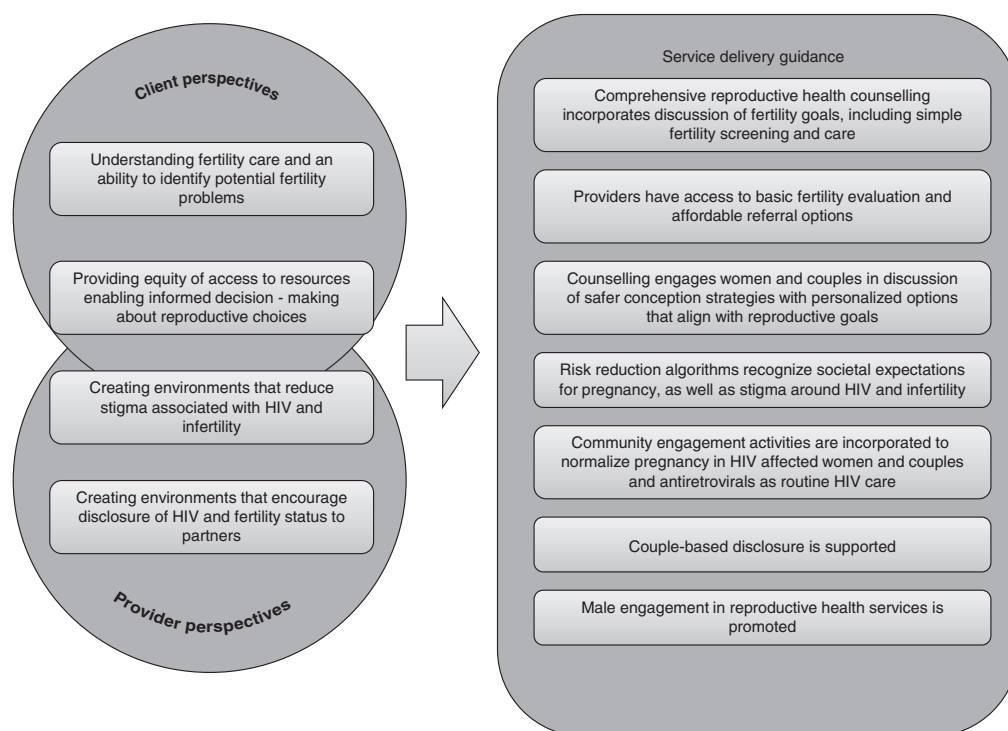 Client perspectives
Understanding fertility care and an
ability to identify potential fertility
problems
Providing equity of access to resources
enabling informed decision - making
about reproductive choices
Creating environments that reduce
stigma associated with HIV and
infertility
Creating environments that encourage
disclosure of HIV and fertility status to
partners
Provider perspectives
Service delivery guidance
Comprehensive reproductive health counselling
incorporates discussion of fertility goals, including simple
fertility screening and care
Providers have access to basic fertility evaluation and
affordable referral options
Counselling engages women and couples in discussion
of safer conception strategies with personalized options
that align with reproductive goals
Risk reduction algorithms recognize societal expectations
for pregnancy, as well as stigma around HIV and infertility
Community engagement activities are incorporated to
normalize pregnancy in HIV affected women and couples
and antiretrovirals as routine HIV care
Couple-based disclosure is supported
Male engagement in reproductive health services is
promoted